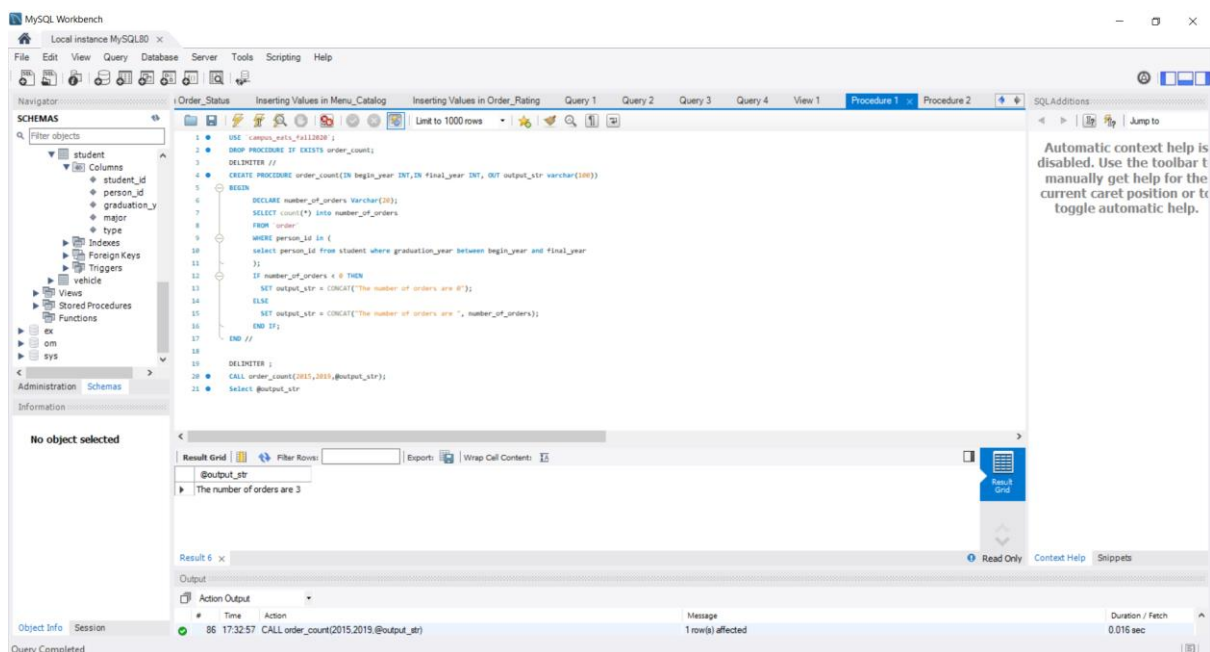 MySQL Workbench
Local instance MySQL80 ×
File Edit View Query Database Server Tools Scripting Help
Navigator
Order_Status Inserting Values in Menu_Catalog Inserting Values in Order_Rating Query 1 Query 2 Query 3 Query 4 View 1 Procedure 1 × Procedure 2
SQLAdditions
SCHEMAS
Filter objects
student
Columns
student_id
person_id
graduation_y
major
type
Indexes
Foreign Keys
Triggers
vehicle
Views
Stored Procedures
Functions
ex
om
sys
Administration Schemas
Information
No object selected
Object Info Session
Limit to 1000 rows
1 USE `campus_eats_fall2020`;
2 DROP PROCEDURE IF EXISTS order_count;
3 DELIMITER //
4 CREATE PROCEDURE order_count(IN begin_year INT,IN final_year INT, OUT output_str varchar(100))
5 BEGIN
6 DECLARE number_of_orders Varchar(20);
7 SELECT count(*) into number_of_orders
8 FROM `order`
9 WHERE person_id in (
10 select person_id from student where graduation_year between begin_year and final_year
11 );
12 IF number_of_orders < 0 THEN
13 SET output_str = CONCAT("The number of orders are 0");
14 ELSE
15 SET output_str = CONCAT("The number of orders are ", number_of_orders);
16 END IF;
17 END //
18
19 DELIMITER ;
20 CALL order_count(2015,2019,@output_str);
21 Select @output_str
Jump to
Automatic context help is
disabled. Use the toolbar t
manually get help for the
current caret position or to
toggle automatic help.
Result Grid Filter Rows: Export: Wrap Cell Content:
@output_str
The number of orders are 3
Result
Grid
Result 6 ×
Read Only Context Help Snippets
Output
Action Output
# Time Action Message Duration / Fetch
86 17:32:57 CALL order_count(2015,2019,@output_str) 1 row(s) affected 0.016 sec
Query Completed